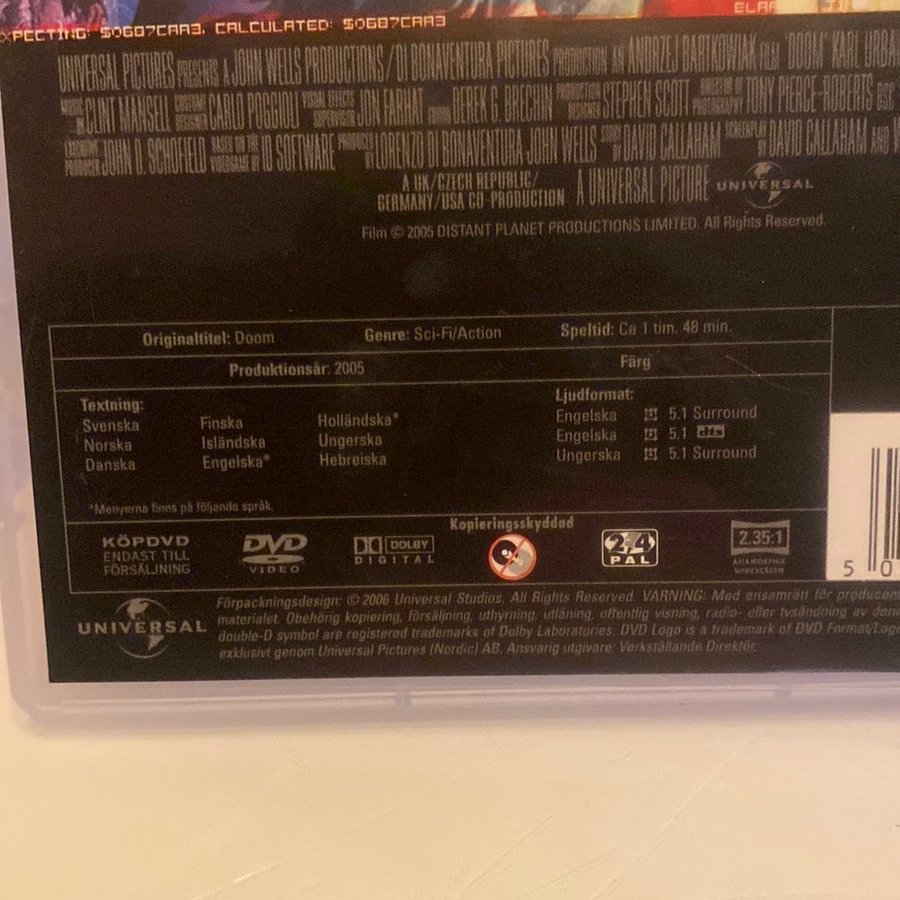 XPECTING: $0607CAA3, CALCULATED: $0607CAA3
UNIVERSAL PICTURES PRESENTS A JOHN WELLS PRODUCTIONS/DI BONAVENTURA PICTURES PRODUCTION AN ANDRZEJ BARTKOWIAK FILM "DOOM" KARL URBA
MUSIC BY CLINT MANSELL COSTUME DESIGNER CARLO POGGIOLI VISUAL EFFECTS SUPERVISOR JON FARHAT EDITOR DEREK G. BRECHIN PRODUCTION DESIGNER STEPHEN SCOTT DIRECTOR OF PHOTOGRAPHY TONY PIERCE-ROBERTS BSC
EXECUTIVE PRODUCER JOHN D. SCHOFIELD BASED ON THE VIDEOGAME BY ID SOFTWARE PRODUCED BY LORENZO DI BONAVENTURA JOHN WELLS STORY BY DAVID CALLAHAM SCREENPLAY BY DAVID CALLAHAM AND W
A UK/CZECH REPUBLIC/
GERMANY/USA CO-PRODUCTION A UNIVERSAL PICTURE UNIVERSAL
Film © 2005 DISTANT PLANET PRODUCTIONS LIMITED. All Rights Reserved.
Originaltitel: Doom Genre: Sci-Fi/Action Speltid: Ca 1 tim. 48 min.
Produktionsår: 2005 Färg
Textning:
Svenska Finska Holländska*
Norska Isländska Ungerska
Danska Engelska* Hebreiska
Ljudformat:
Engelska 5.1 Surround
Engelska 5.1 dts
Ungerska 5.1 Surround
*Menyerna finns på följande språk.
KÖPDVD
ENDAST TILL
FÖRSÄLJNING
DVD
VIDEO
DOLBY
DIGITAL
Kopieringsskyddad
2,4
PAL
2.35:1
ANAMORPHIC
WIDESCREEN
5 0
UNIVERSAL
Förpackningsdesign: © 2006 Universal Studios. All Rights Reserved. VARNING: Med ensamrätt för producen
materialet. Obehörig kopiering, försäljning, uthyrning, utlåning, offentlig visning, radio- eller tvsändning av dena
double-D symbol are registered trademarks of Dolby Laboratories. DVD Logo is a trademark of DVD Format/Logo
exklusivt genom Universal Pictures (Nordic) AB. Ansvarig utgivare: Verkställande Direktör.